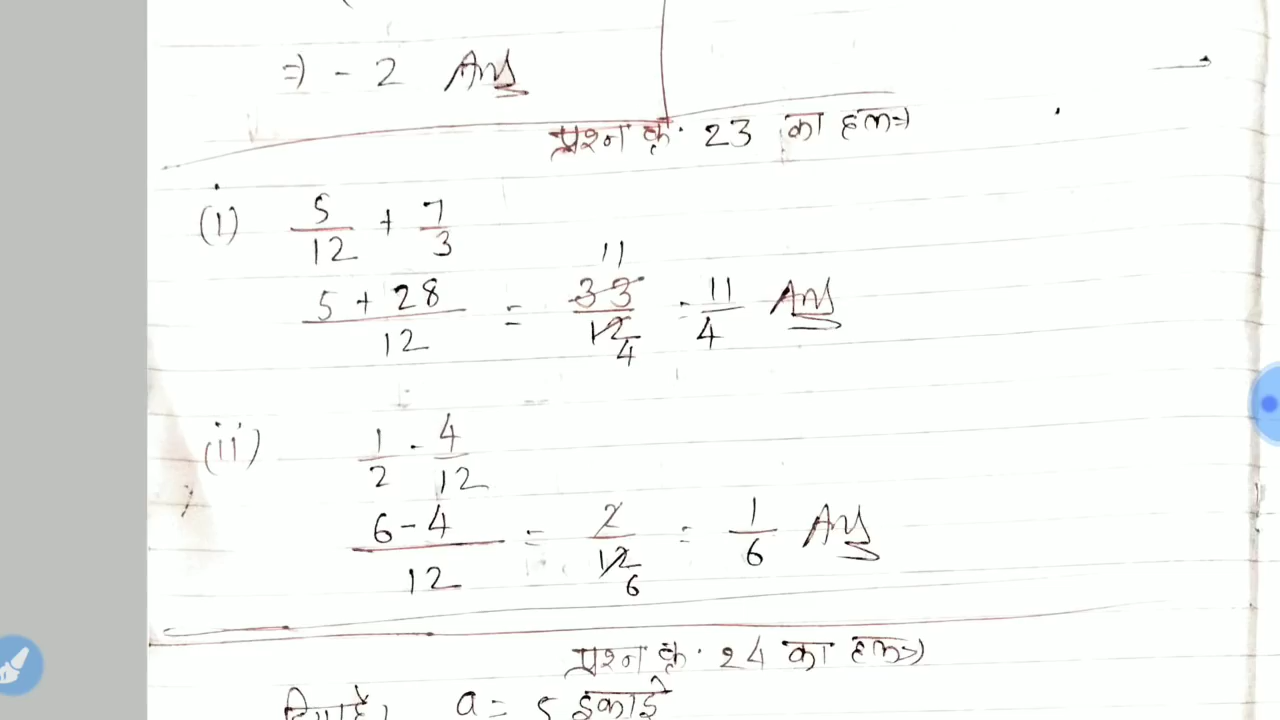 =) - 2 Ans
प्रश्न क्र. 23 का हल=)
(i) 5/12 + 7/3
5 + 28/12 = 11 33/12 4 = 11/4 Ans
(ii) 1/2 - 4/12
6 - 4/12 = 2/12 6 = 1/6 Ans
प्रश्न क्र. 24 का हल=)
दिया है। a = 5 इकाई